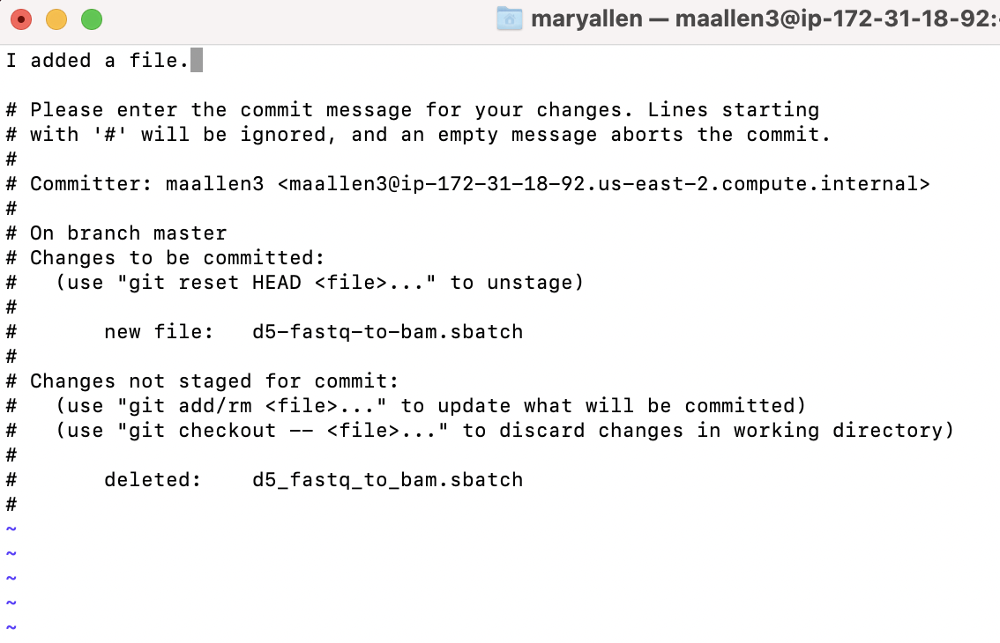 maryallen — maallen3@ip-172-31-18-92:
I added a file.
# Please enter the commit message for your changes. Lines starting
# with '#' will be ignored, and an empty message aborts the commit.
#
# Committer: maallen3 <maallen3@ip-172-31-18-92.us-east-2.compute.internal>
#
# On branch master
# Changes to be committed:
#   (use "git reset HEAD <file>..." to unstage)
#
#       new file:   d5-fastq-to-bam.sbatch
#
# Changes not staged for commit:
#   (use "git add/rm <file>..." to update what will be committed)
#   (use "git checkout -- <file>..." to discard changes in working directory)
#
#       deleted:    d5_fastq_to_bam.sbatch
#
~
~
~
~
~